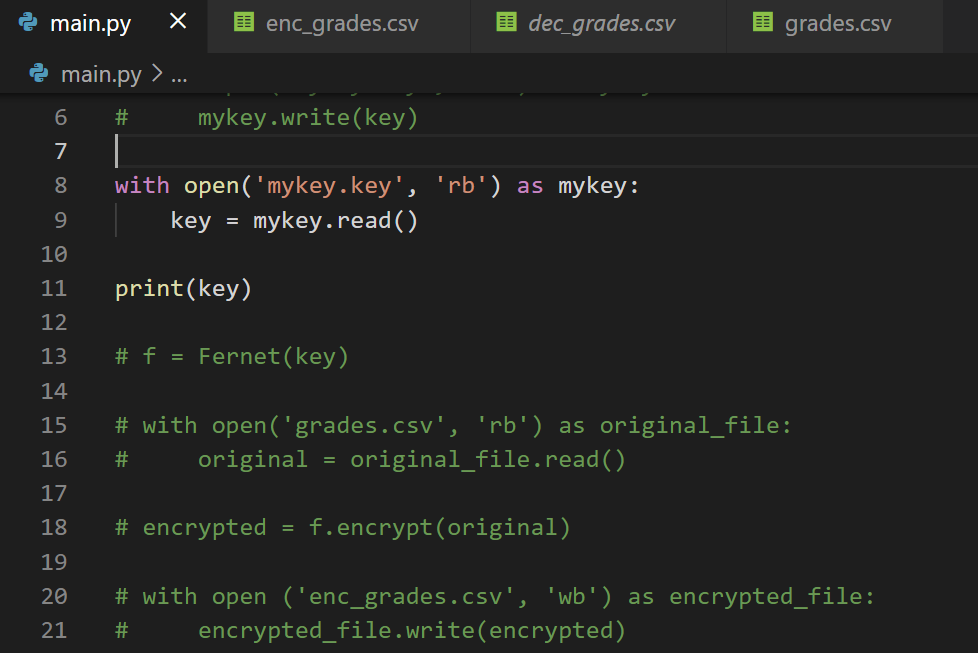 main.py
enc_grades.csv
dec_grades.csv
grades.csv
main.py > ...
6 #     mykey.write(key)
7
8 with open('mykey.key', 'rb') as mykey:
9     key = mykey.read()
10
11 print(key)
12
13 # f = Fernet(key)
14
15 # with open('grades.csv', 'rb') as original_file:
16 #     original = original_file.read()
17
18 # encrypted = f.encrypt(original)
19
20 # with open ('enc_grades.csv', 'wb') as encrypted_file:
21 #     encrypted_file.write(encrypted)